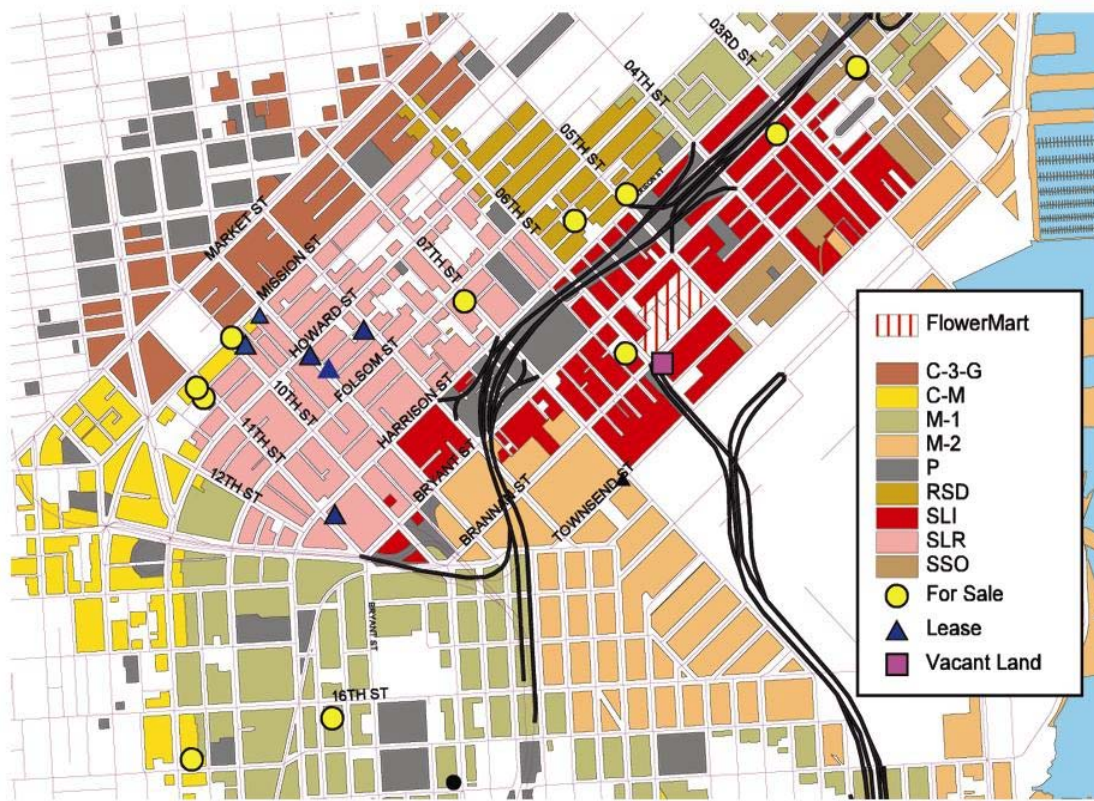 03RD ST
04TH ST
05TH ST
06TH ST
07TH ST
MARKET ST
MISSION ST
HOWARD ST
FOLSOM ST
10TH ST
11TH ST
12TH ST
HARRISON ST
BRYANT ST
BRANNAN ST
TOWNSEND ST
BRYANT ST
16TH ST
FlowerMart
C-3-G
C-M
M-1
M-2
P
RSD
SLI
SLR
SSO
For Sale
Lease
Vacant Land